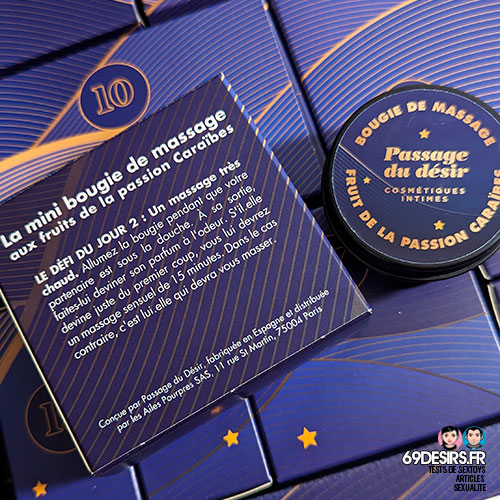 10
La mini bougie de massage
aux fruits de la passion Caraïbes
LE DÉFI DU JOUR 2 : Un massage très
chaud. Allumez la bougie pendant que votre
partenaire est sous la douche. À sa sortie,
faites-lui deviner son parfum à l'odeur. S'il.elle
devine juste du premier coup, vous lui devrez
un massage sensuel de 15 minutes. Dans le cas
contraire, c'est lui.elle qui devra vous masser.
Conçue par Passage du Désir, fabriquée en Espagne et distribuée
par les Ailes Pourpres SAS, 11 rue St Martin, 75004 Paris
BOUGIE DE MASSAGE
Passage
du désir
COSMÉTIQUES
INTIMES
FRUIT DE LA PASSION CARAÏBES
69DESIRS.FR
TESTS DE SEXTOYS
ARTICLES
SEXUALITE